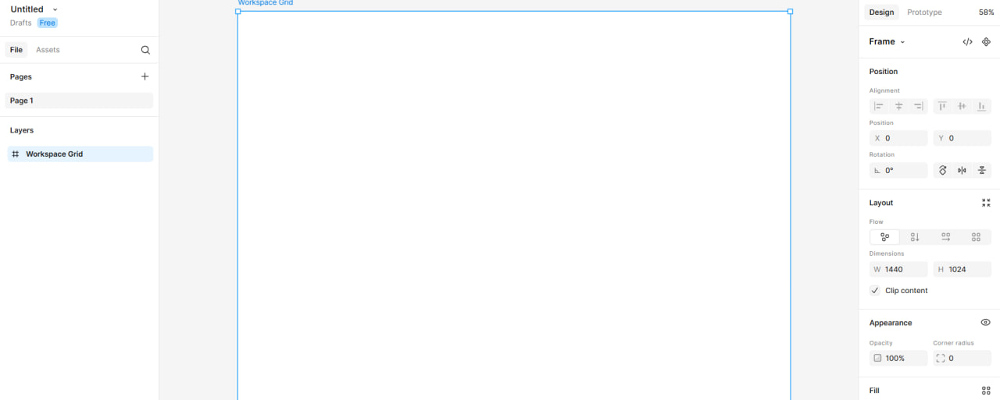 Untitled
Drafts Free
File Assets
Pages
Page 1
Layers
Workspace Grid
Workspace Grid
Design Prototype 58%
Frame
Position
Alignment
Position
X 0 Y 0
Rotation
0°
Layout
Flow
Dimensions
W 1440 H 1024
Clip content
Appearance
Opacity Corner radius
100% 0
Fill